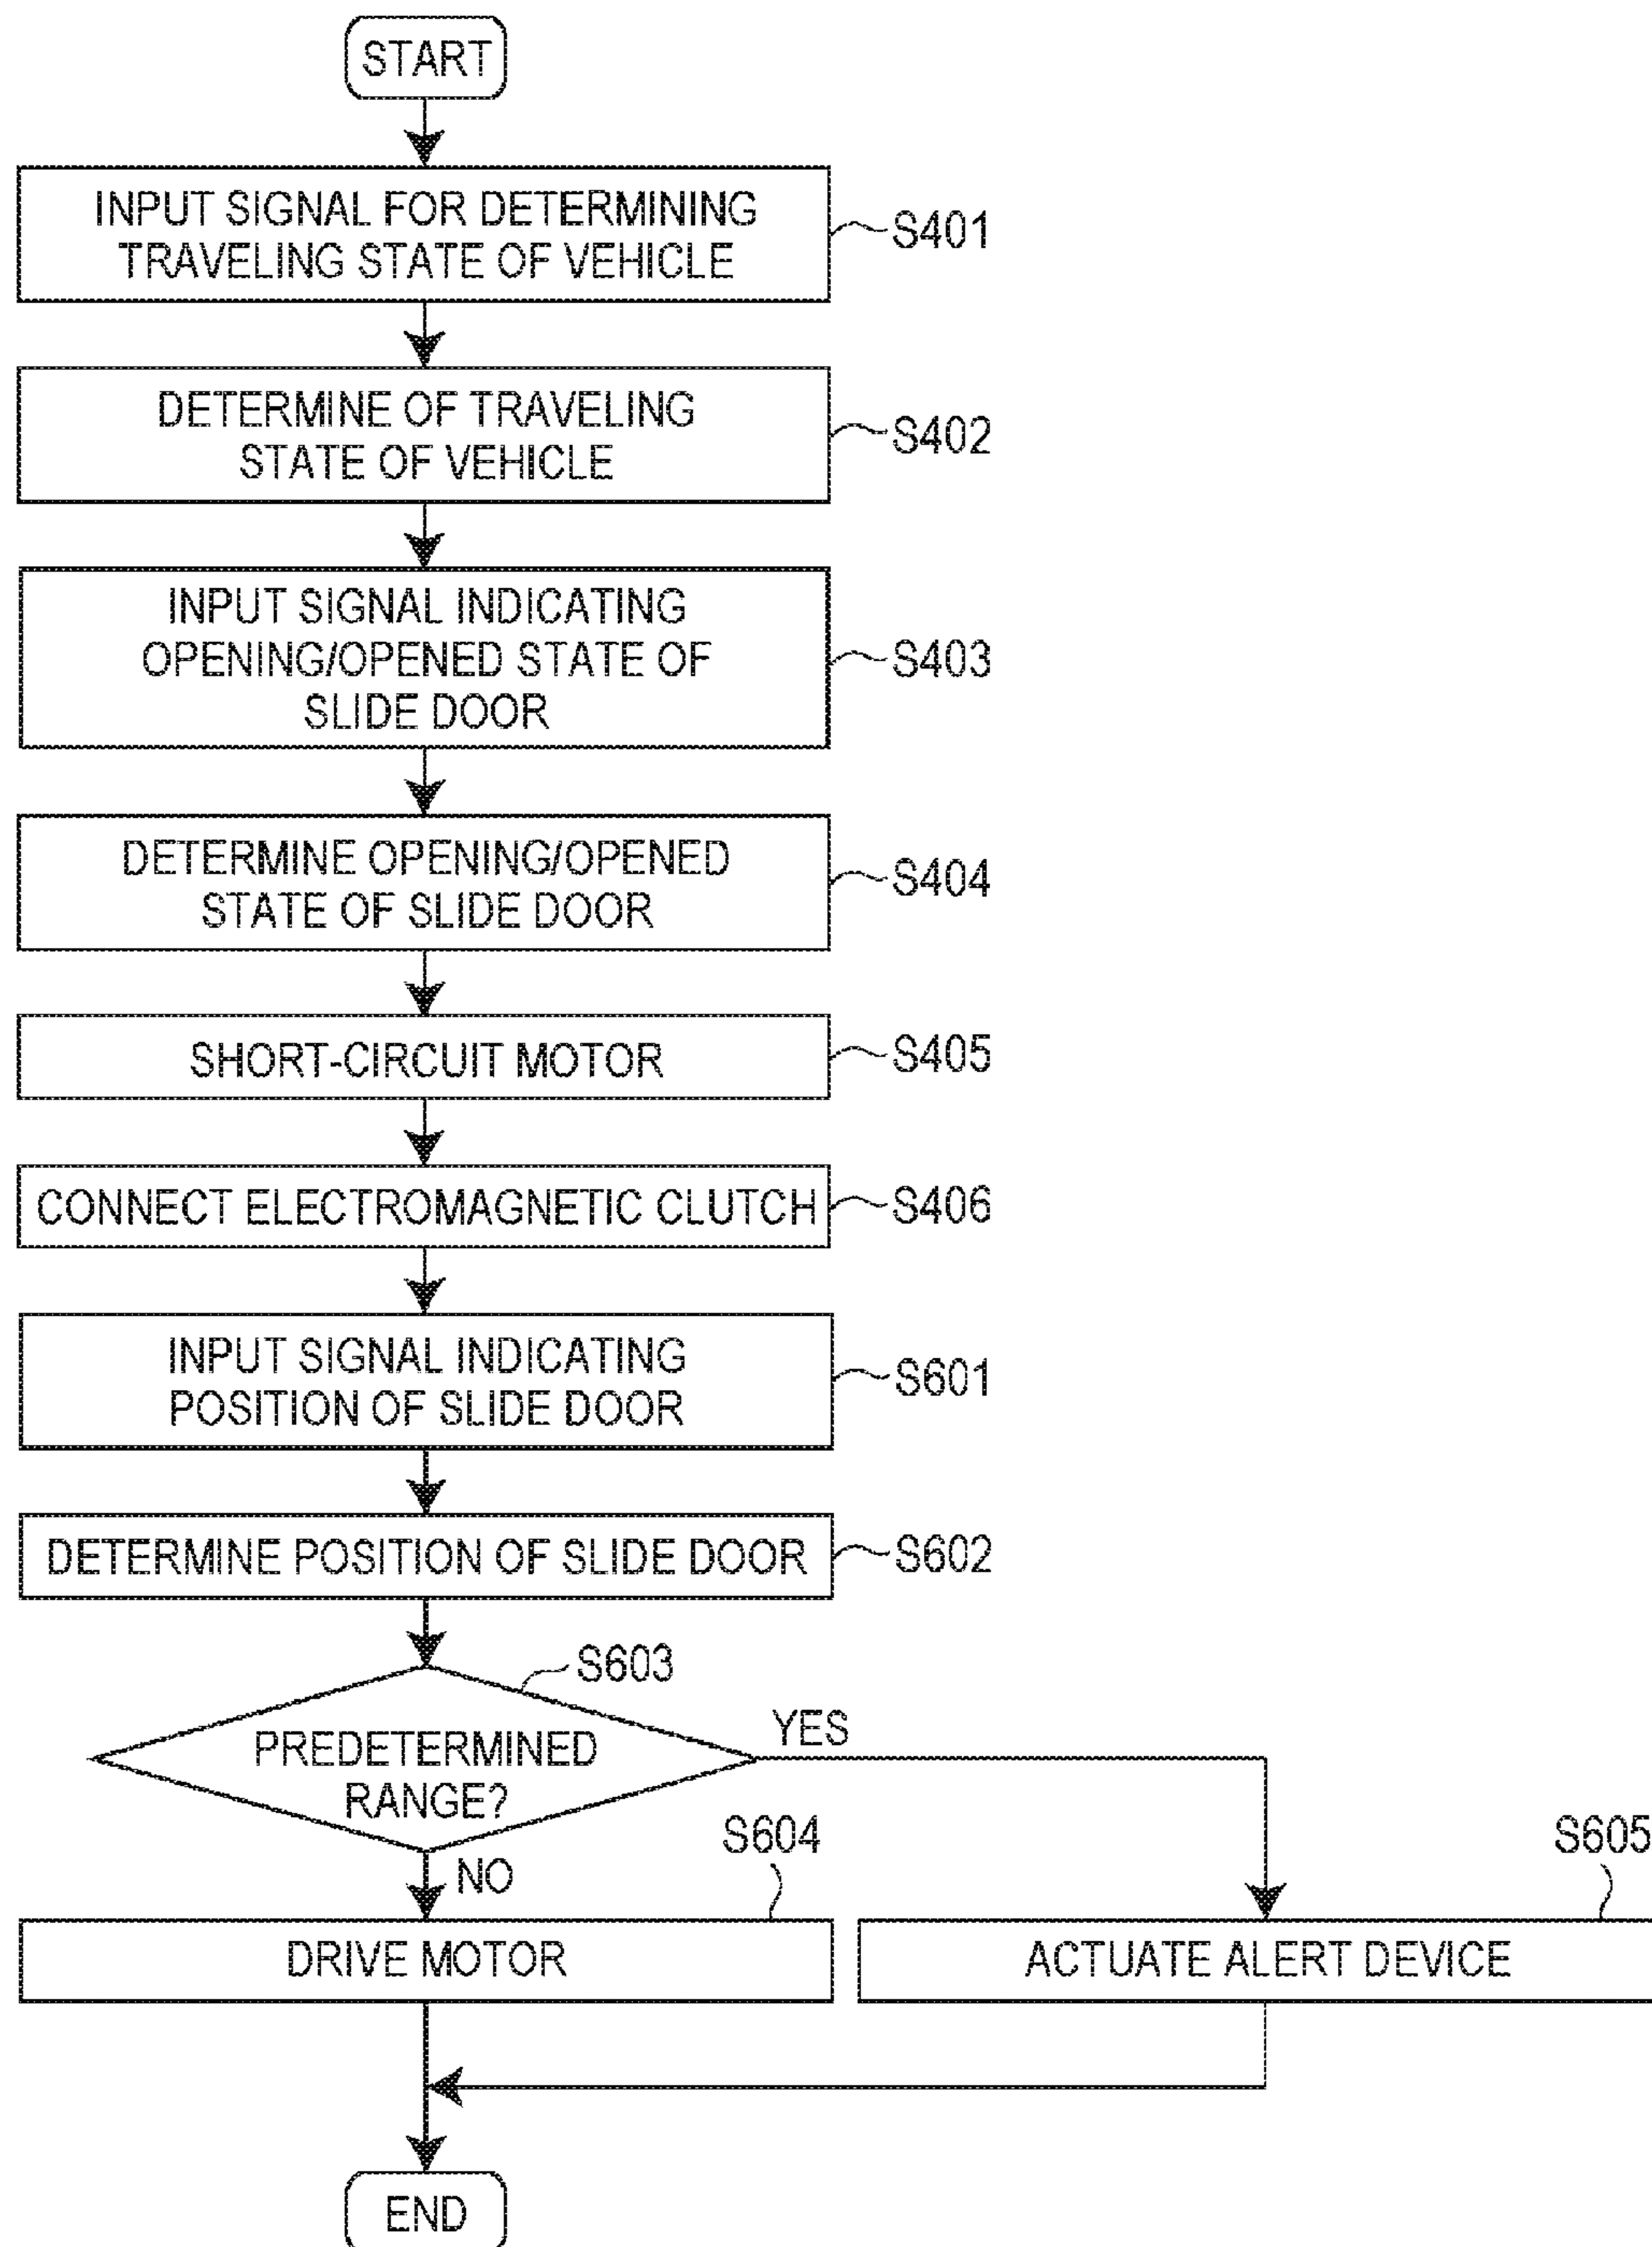 START
INPUT SIGNAL FOR DETERMINING
TRAVELING STATE OF VEHICLE
S401
DETERMINE OF TRAVELING
STATE OF VEHICLE
S402
INPUT SIGNAL INDICATING
OPENING/OPENED STATE OF
SLIDE DOOR
S403
DETERMINE OPENING/OPENED
STATE OF SLIDE DOOR
S404
SHORT-CIRCUIT MOTOR
S405
CONNECT ELECTROMAGNETIC CLUTCH
S406
INPUT SIGNAL INDICATING
POSITION OF SLIDE DOOR
S601
DETERMINE POSITION OF SLIDE DOOR
S602
S603
PREDETERMINED
RANGE?
YES
NO
S604
DRIVE MOTOR
S605
ACTUATE ALERT DEVICE
END